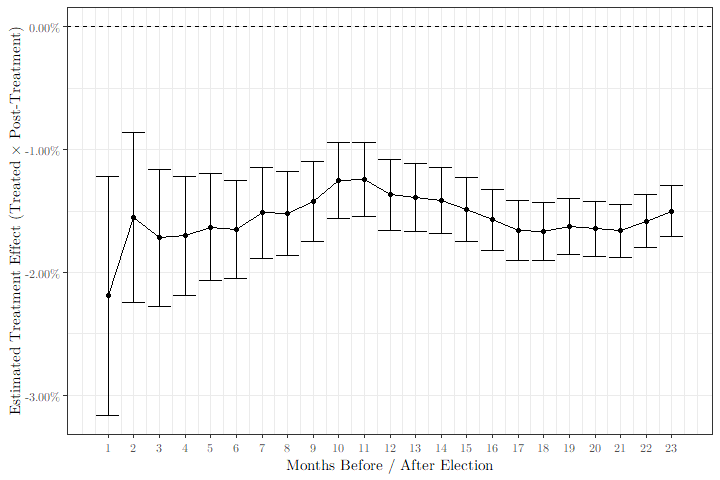 Estimated Treatment Effect (Treated × Post-Treatment)
0.00%
-1.00%
-2.00%
-3.00%
1 2 3 4 5 6 7 8 9 10 11 12 13 14 15 16 17 18 19 20 21 22 23
Months Before / After Election